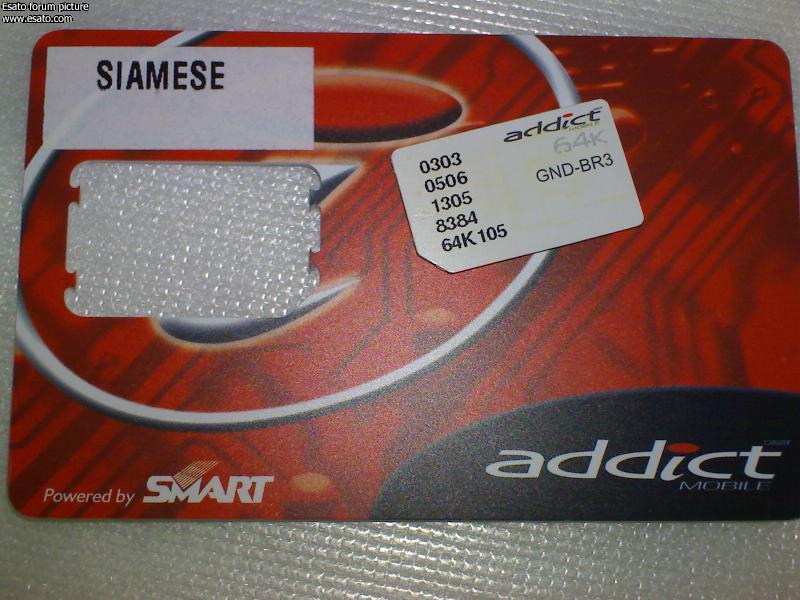 Esato forum picture
www.esato.com
SIAMESE
addict
MOBILE
64K
GND-BR3
0303
0506
1305
8384
64K105
addict
MOBILE
Powered by SMART